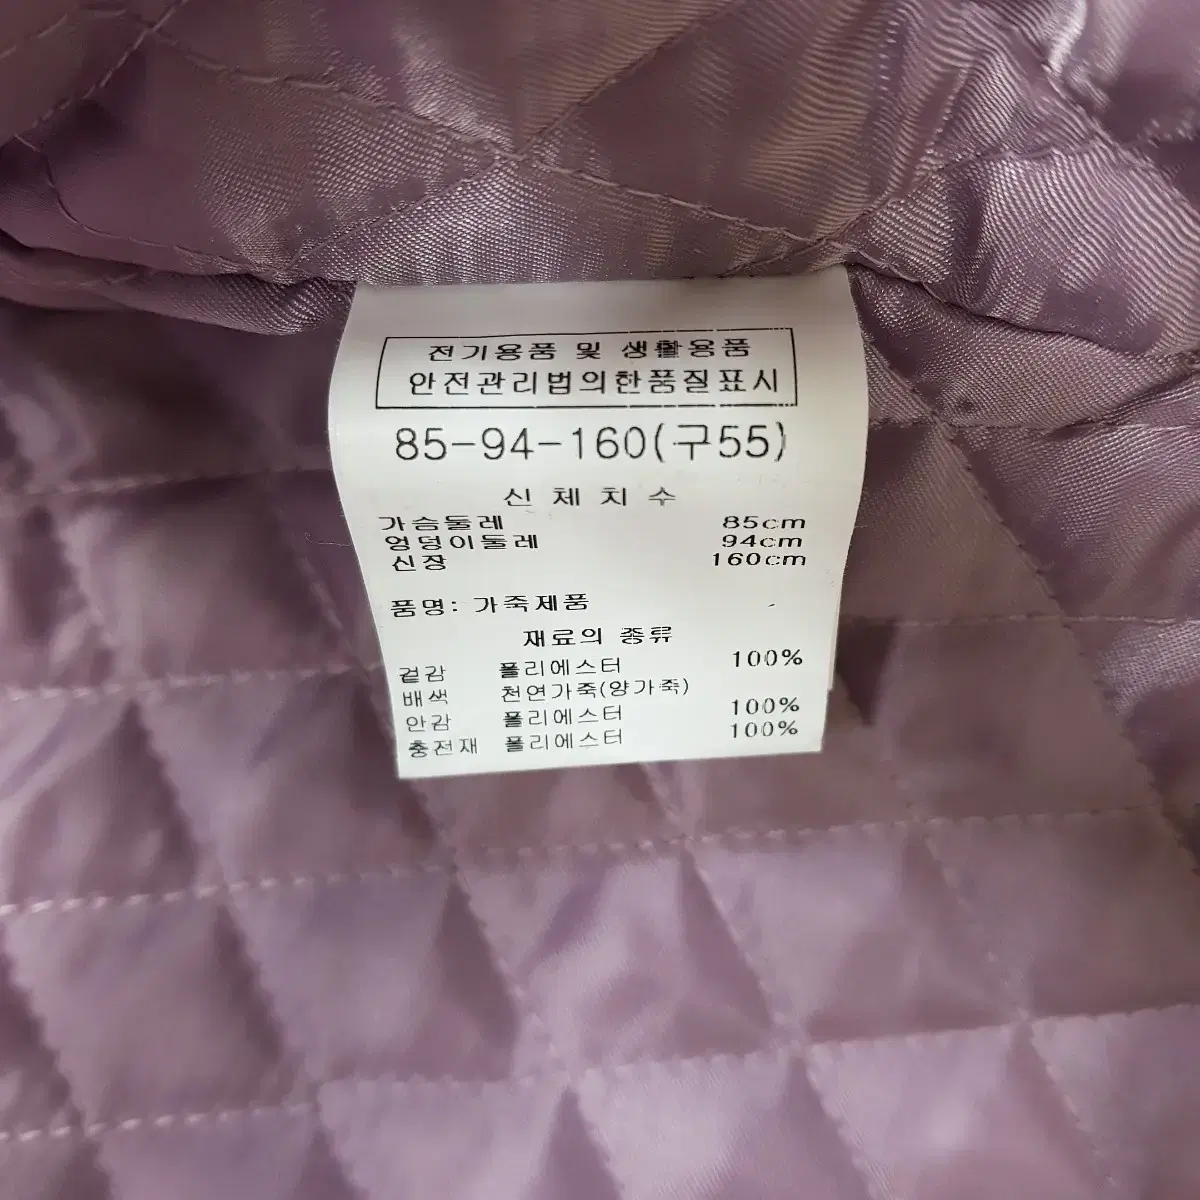 전기용품 및 생활용품
안전관리법의한품질표시
85-94-160(구55)
신 체 치 수
가슴둘레 85cm
엉덩이둘레 94cm
신장 160cm
품명: 가죽제품
재료의 종류
겉감 폴리에스터 100%
배색 천연가죽(양가죽)
안감 폴리에스터 100%
충전재 폴리에스터 100%